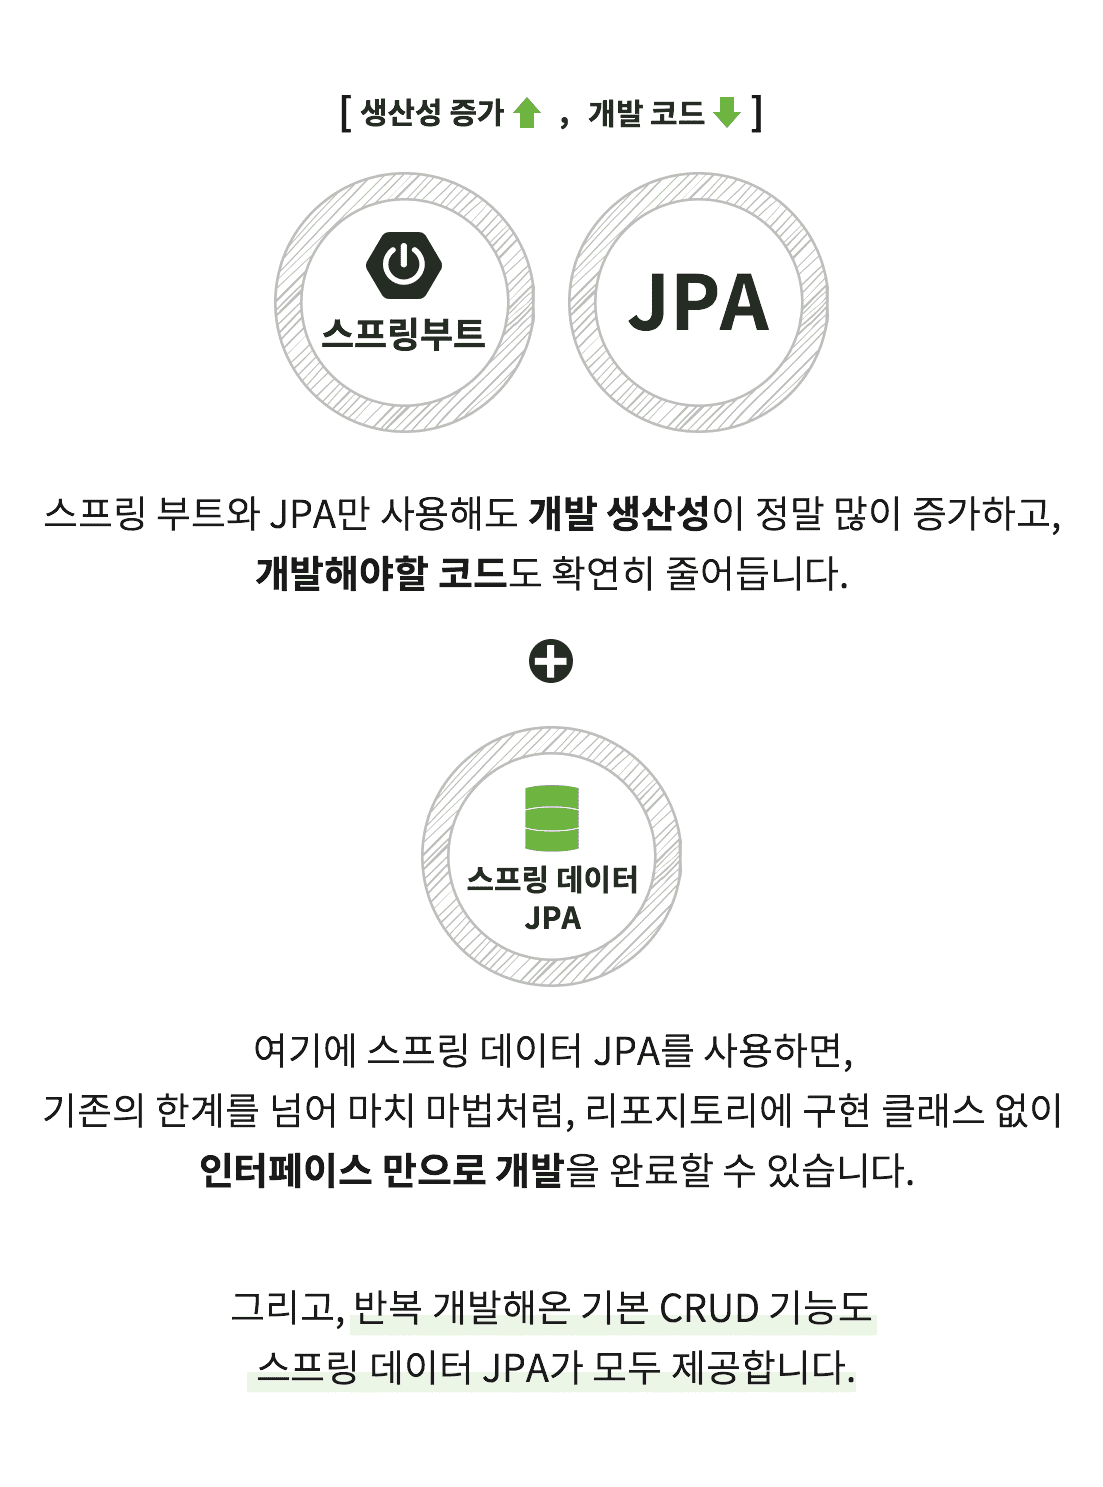 [ 생산성 증가 , 개발 코드 ]
스프링부트
JPA
스프링 부트와 JPA만 사용해도 개발 생산성이 정말 많이 증가하고,
개발해야할 코드도 확연히 줄어듭니다.
스프링 데이터
JPA
여기에 스프링 데이터 JPA를 사용하면,
기존의 한계를 넘어 마치 마법처럼, 리포지토리에 구현 클래스 없이
인터페이스 만으로 개발을 완료할 수 있습니다.
그리고, 반복 개발해온 기본 CRUD 기능도
스프링 데이터 JPA가 모두 제공합니다.